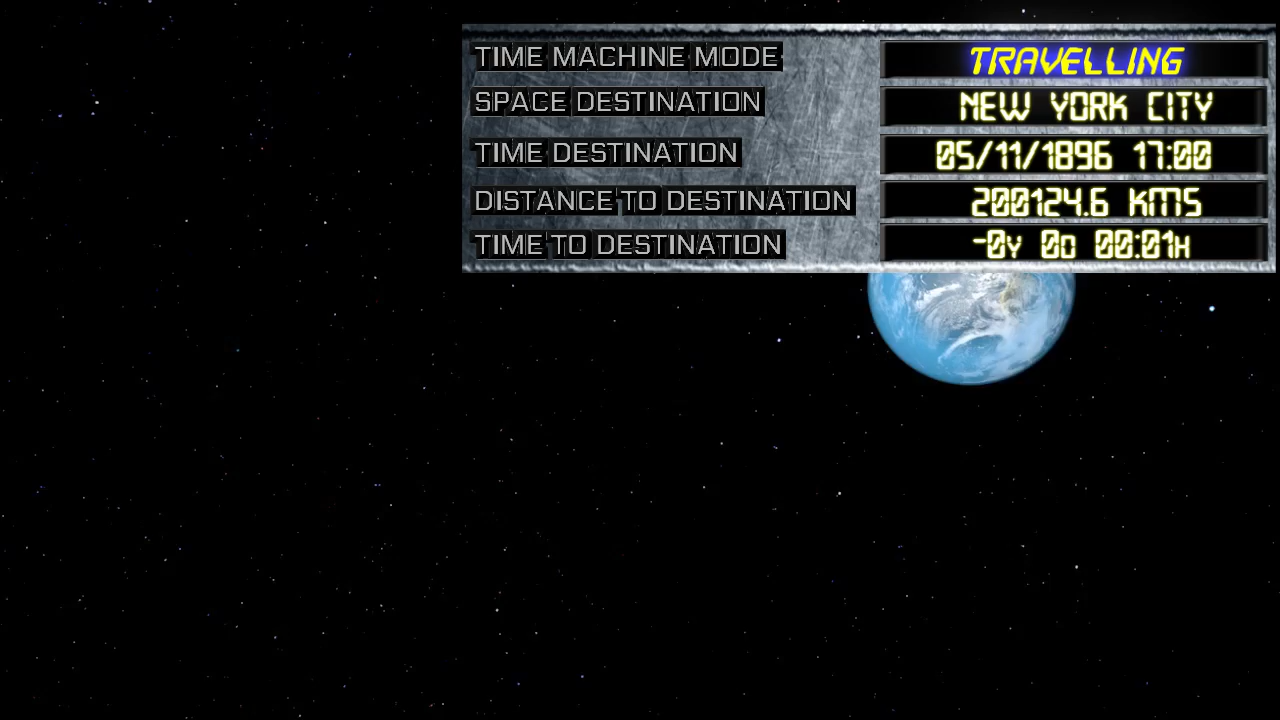 TIME MACHINE MODE TRAVELLING
SPACE DESTINATION NEW YORK CITY
TIME DESTINATION 05/11/1896 17:00
DISTANCE TO DESTINATION 200124.6 KMS
TIME TO DESTINATION -0Y 0D 00:01H